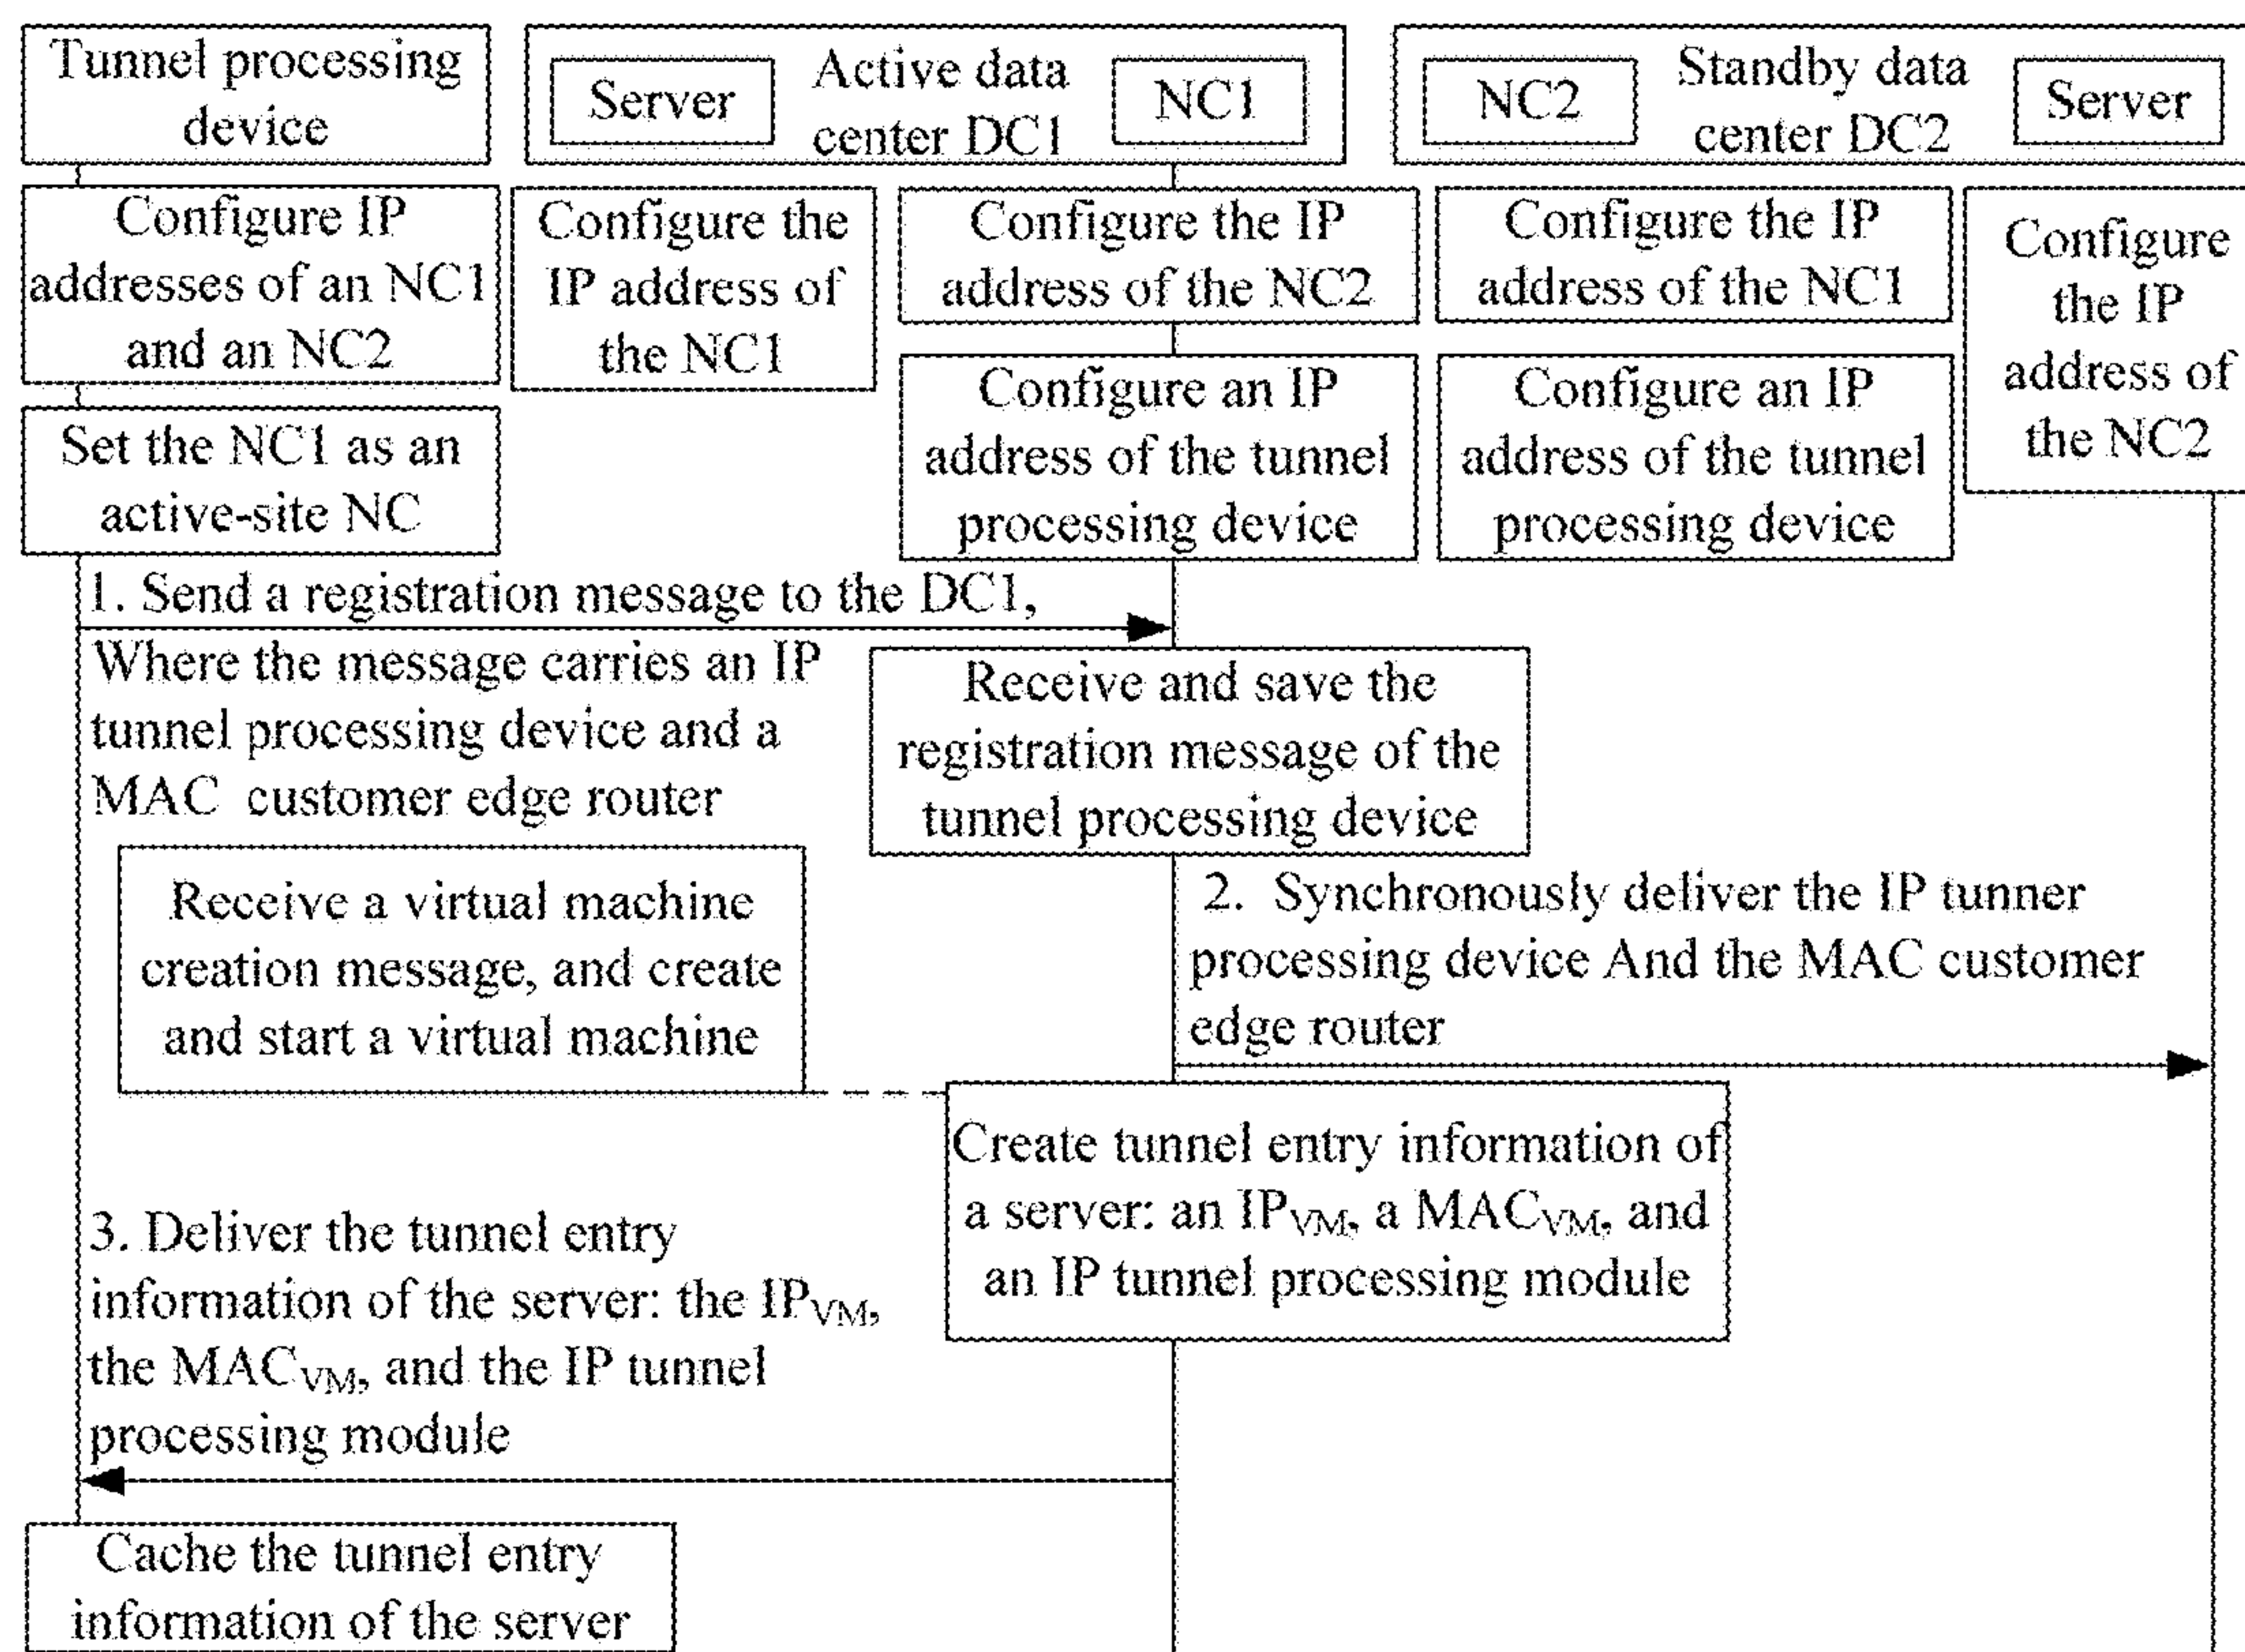 Tunnel processing
device
Server
Active data
center DC1
NC1
NC2
Standby data
center DC2
Server
Configure IP
addresses of an NC1
and an NC2
Configure the
IP address of
the NC1
Configure the IP
address of the NC2
Configure the IP
address of the NC1
Configure
the IP
address of
the NC2
Set the NC1 as an
active-site NC
Configure an IP
address of the tunnel
processing device
Configure an IP
address of the tunnel
processing device
1. Send a registration message to the DC1,
Where the message carries an IP
tunnel processing device and a
MAC customer edge router
Receive and save the
registration message of the
tunnel processing device
Receive a virtual machine
creation message, and create
and start a virtual machine
2. Synchronously deliver the IP tunner
processing device And the MAC customer
edge router
Create tunnel entry information of
a server: an IPVM, a MACVM, and
an IP tunnel processing module
3. Deliver the tunnel entry
information of the server: the IPVM,
the MACVM, and the IP tunnel
processing module
Cache the tunnel entry
information of the server